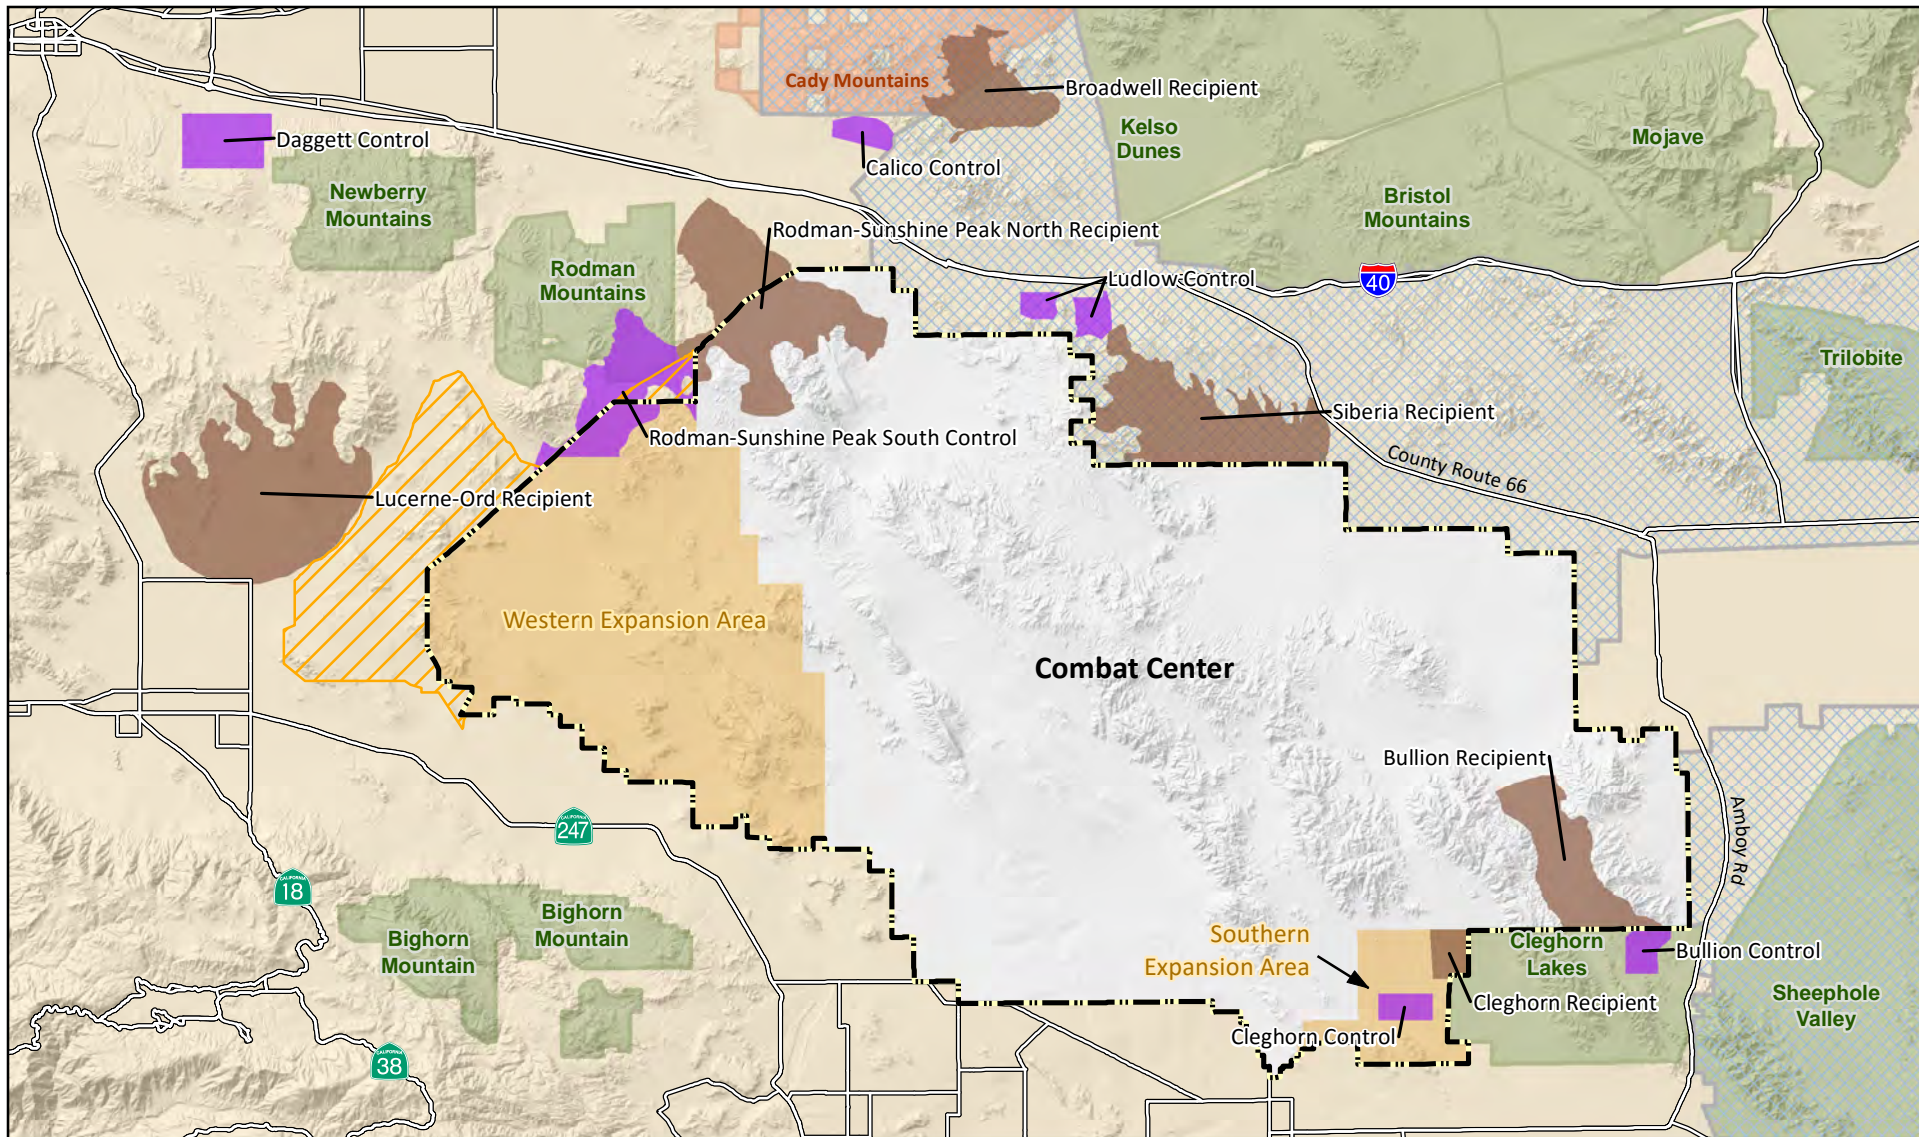 Cady Mountains
Broadwell Recipient
Kelso
Dunes
Mojave
Daggett Control
Calico Control
Newberry
Mountains
Bristol
Mountains
Rodman-Sunshine Peak North Recipient
Rodman
Mountains
Ludlow Control
40
Trilobite
Siberia Recipient
Rodman-Sunshine Peak South Control
County Route 66
Lucerne-Ord Recipient
Western Expansion Area
Combat Center
Bullion Recipient
Amboy Rd
CALIFORNIA
247
CALIFORNIA
18
Bighorn
Mountain
Bighorn
Mountain
Southern
Expansion Area
Cleghorn
Lakes
Bullion Control
Cleghorn Recipient
Sheephole
Valley
Cleghorn Control
CALIFORNIA
38